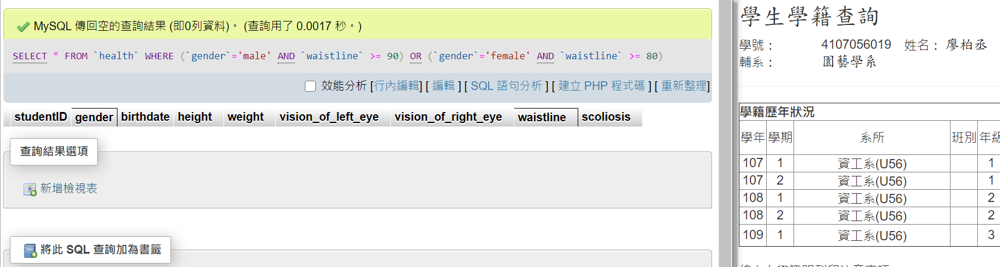 MySQL 傳回空的查詢結果 (即0列資料)。 (查詢用了 0.0017 秒。)
SELECT * FROM `health` WHERE (`gender`='male' AND `waistline` >= 90) OR (`gender`='female' AND `waistline` >= 80)
效能分析 [行內編輯] [ 編輯 ] [ SQL 語句分析 ] [ 建立 PHP 程式碼 ] [ 重新整理]
studentID gender birthdate height weight vision_of_left_eye vision_of_right_eye waistline scoliosis
查詢結果選項
新增檢視表
將此 SQL 查詢加為書籤
學生學籍查詢
學號： 4107056019 姓名： 廖柏丞
輔系： 園藝學系
學籍歷年狀況
學年 學期 系所 班別 年級
107 1 資工系(U56) 1
107 2 資工系(U56) 1
108 1 資工系(U56) 2
108 2 資工系(U56) 2
109 1 資工系(U56) 3